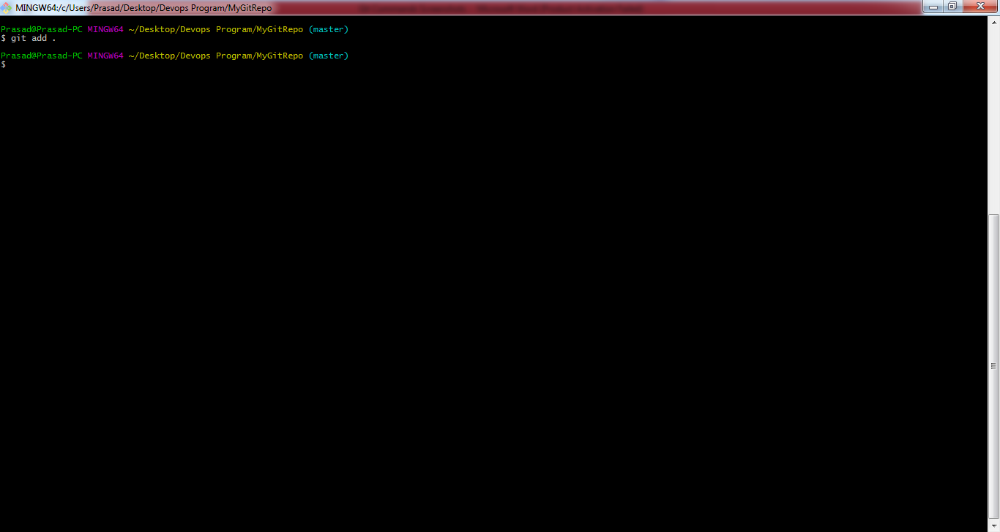 MINGW64:/c/Users/Prasad/Desktop/Devops Program/MyGitRepo
Prasad@Prasad-PC MINGW64 ~/Desktop/Devops Program/MyGitRepo (master)
$ git add .
Prasad@Prasad-PC MINGW64 ~/Desktop/Devops Program/MyGitRepo (master)
$